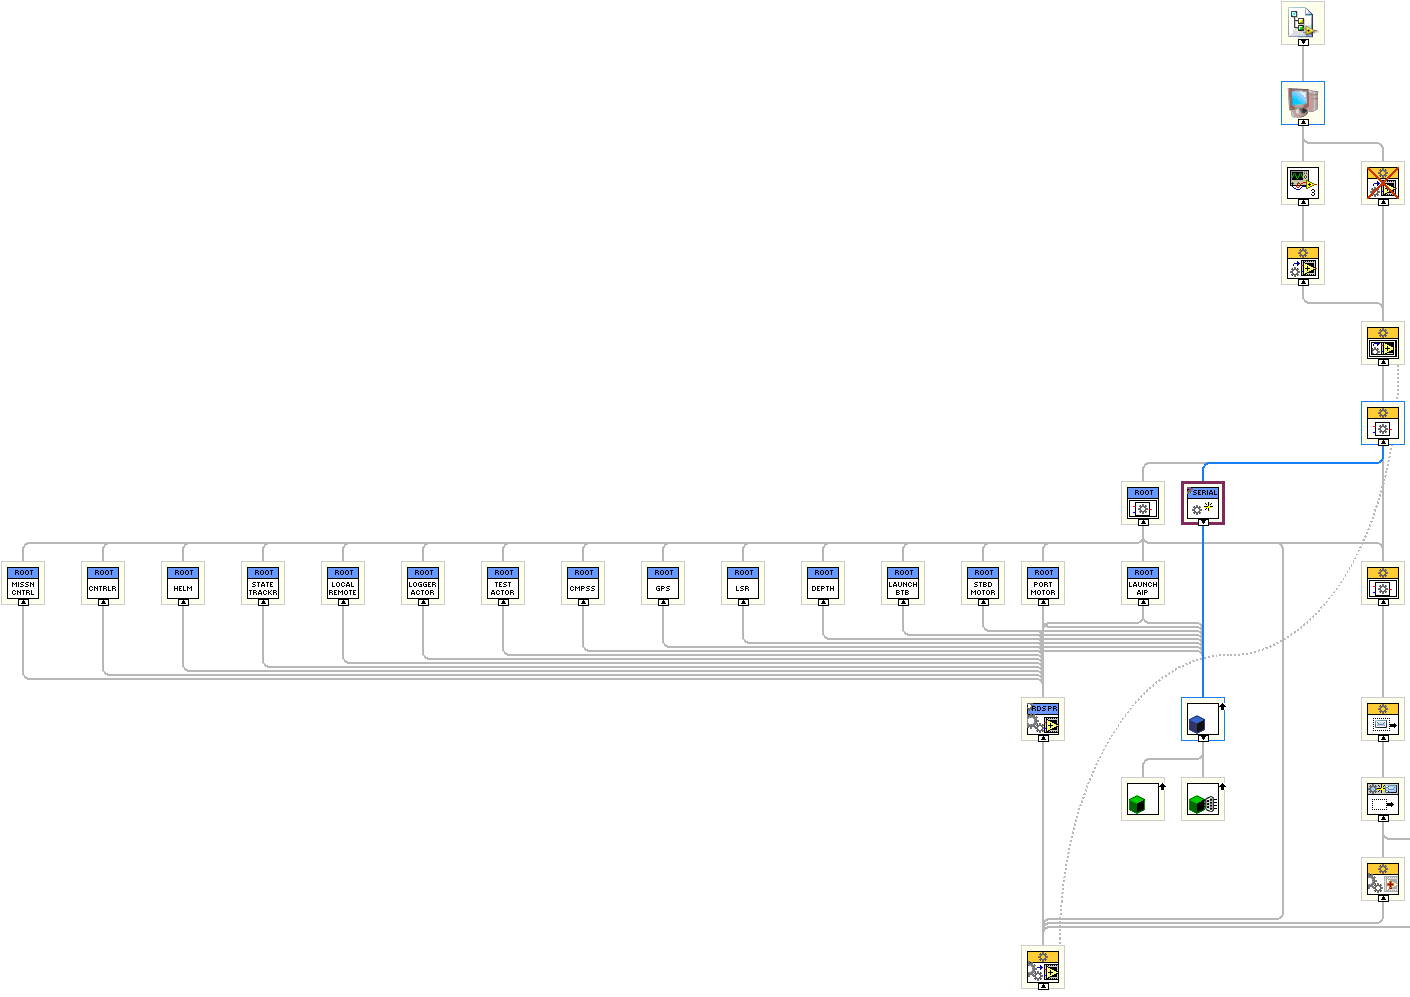 3
ROOT
SERIAL
ROOT
MISSN
CNTRL
ROOT
CNTRLR
ROOT
HELM
ROOT
STATE
TRACKR
ROOT
LOCAL
REMOTE
ROOT
LOGGER
ACTOR
ROOT
TEST
ACTOR
ROOT
CMPSS
ROOT
GPS
ROOT
LSR
ROOT
DEPTH
ROOT
LAUNCH
BTB
ROOT
STBD
MOTOR
ROOT
PORT
MOTOR
ROOT
LAUNCH
AIP
RDS PR